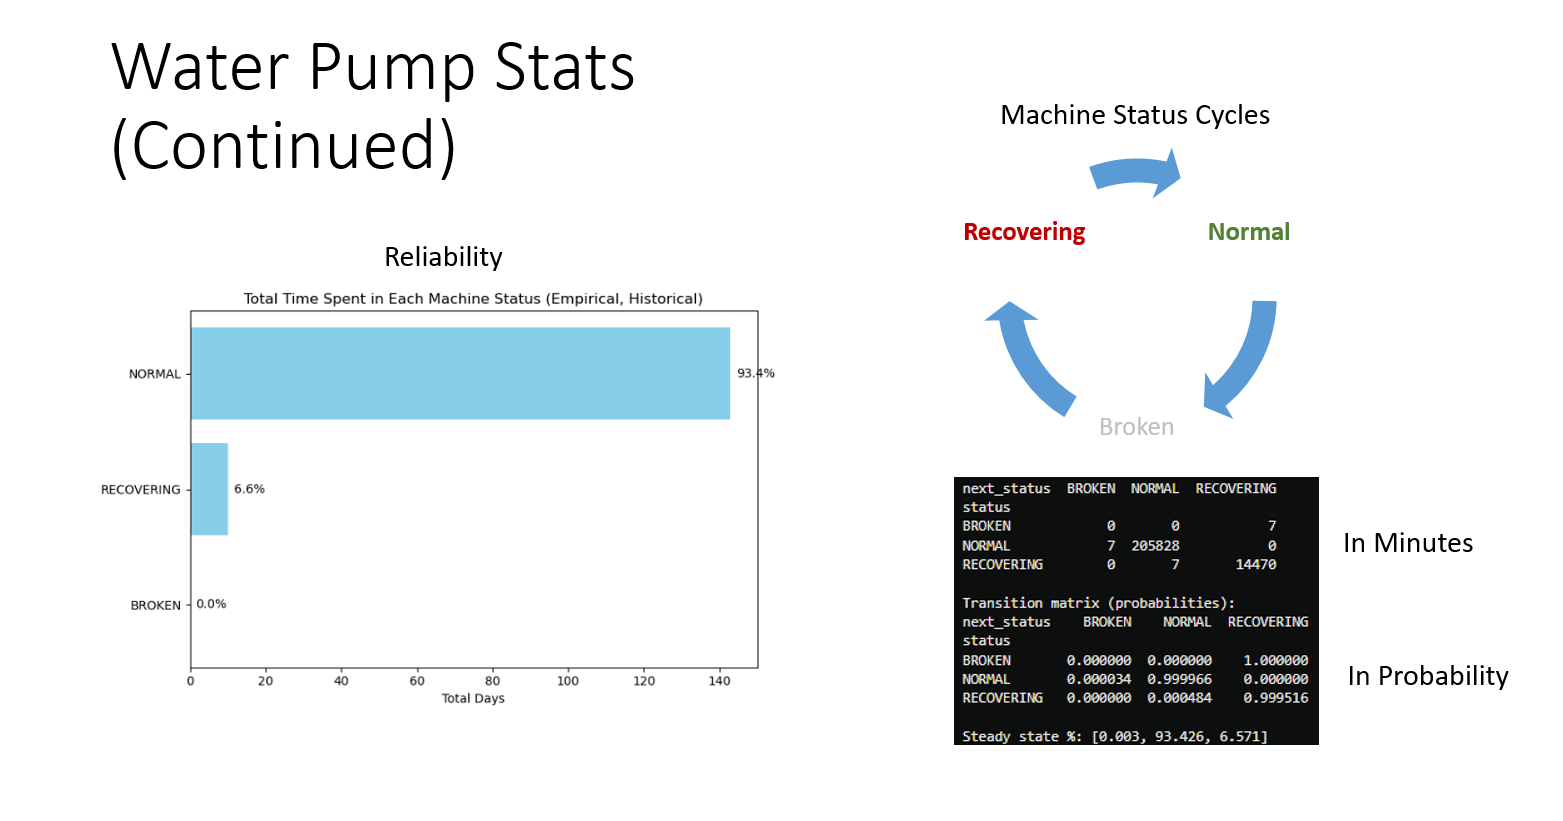 Water Pump Stats
(Continued)
Reliability
Total Time Spent in Each Machine Status (Empirical, Historical)
NORMAL 93.4%
RECOVERING 6.6%
BROKEN 0.0%
0 20 40 60 80 100 120 140
Total Days
Machine Status Cycles
Recovering Normal
Broken
next_status BROKEN NORMAL RECOVERING
status
BROKEN 0 0 7
NORMAL 7 205828 0
RECOVERING 0 7 14470
In Minutes
Transition matrix (probabilities):
next_status BROKEN NORMAL RECOVERING
status
BROKEN 0.000000 0.000000 1.000000
NORMAL 0.000034 0.999966 0.000000
RECOVERING 0.000000 0.000484 0.999516
In Probability
Steady state %: [0.003, 93.426, 6.571]